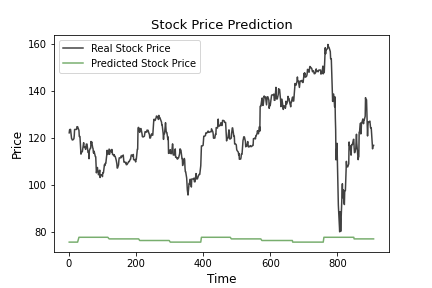 Stock Price Prediction
Real Stock Price
Predicted Stock Price
Price
160
140
120
100
80
0 200 400 600 800
Time